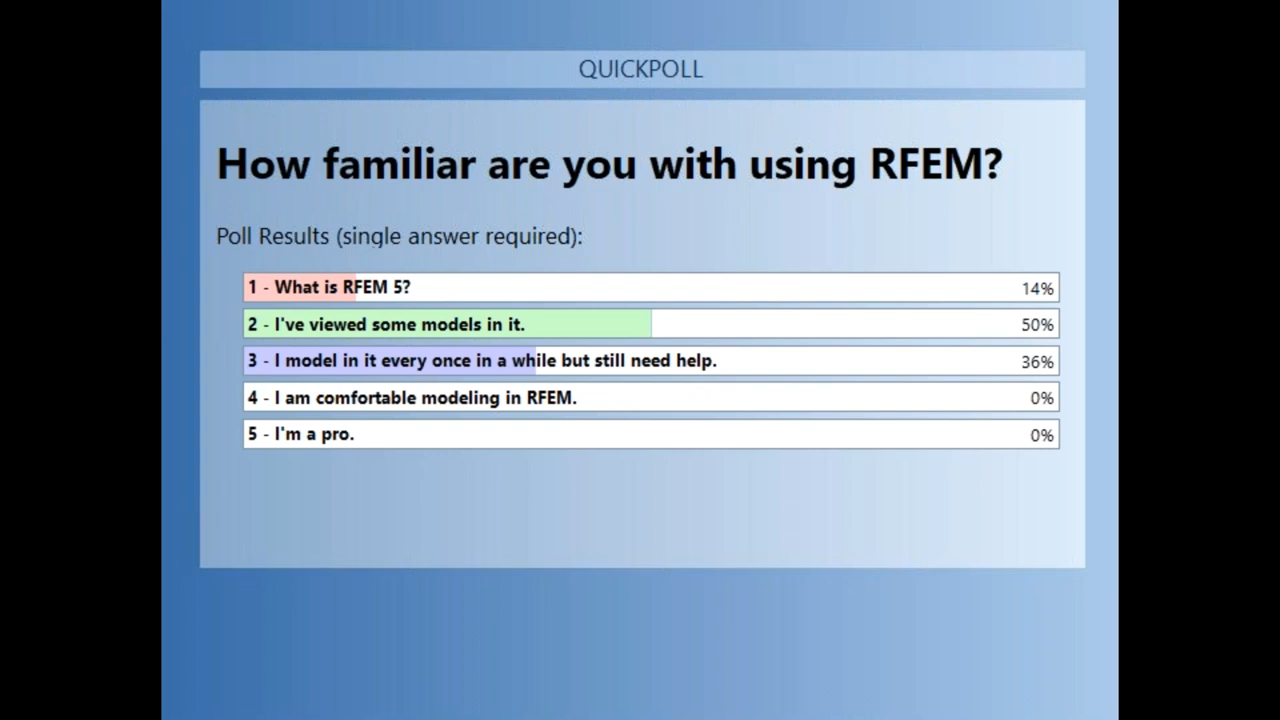 QUICKPOLL
How familiar are you with using RFEM?
Poll Results (single answer required):
1 - What is RFEM 5? 14%
2 - I've viewed some models in it. 50%
3 - I model in it every once in a while but still need help. 36%
4 - I am comfortable modeling in RFEM. 0%
5 - I'm a pro. 0%